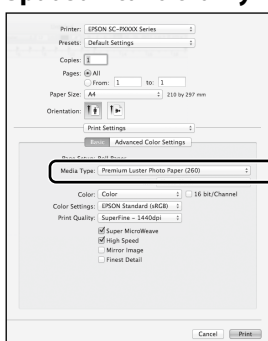 Printer: EPSON SC-PXXXX Series
Presets: Default Settings
Copies: 1
Pages: All
From: 1 to: 1
Paper Size: A4 210 by 297 mm
Orientation:
Print Settings
Basic Advanced Color Settings
Page Setup: Roll Paper
Media Type: Premium Luster Photo Paper (260)
Color: Color 16 bit/Channel
Color Settings: EPSON Standard (sRGB)
Print Quality: SuperFine - 1440dpi
Super MicroWeave
High Speed
Mirror Image
Finest Detail
Cancel Print